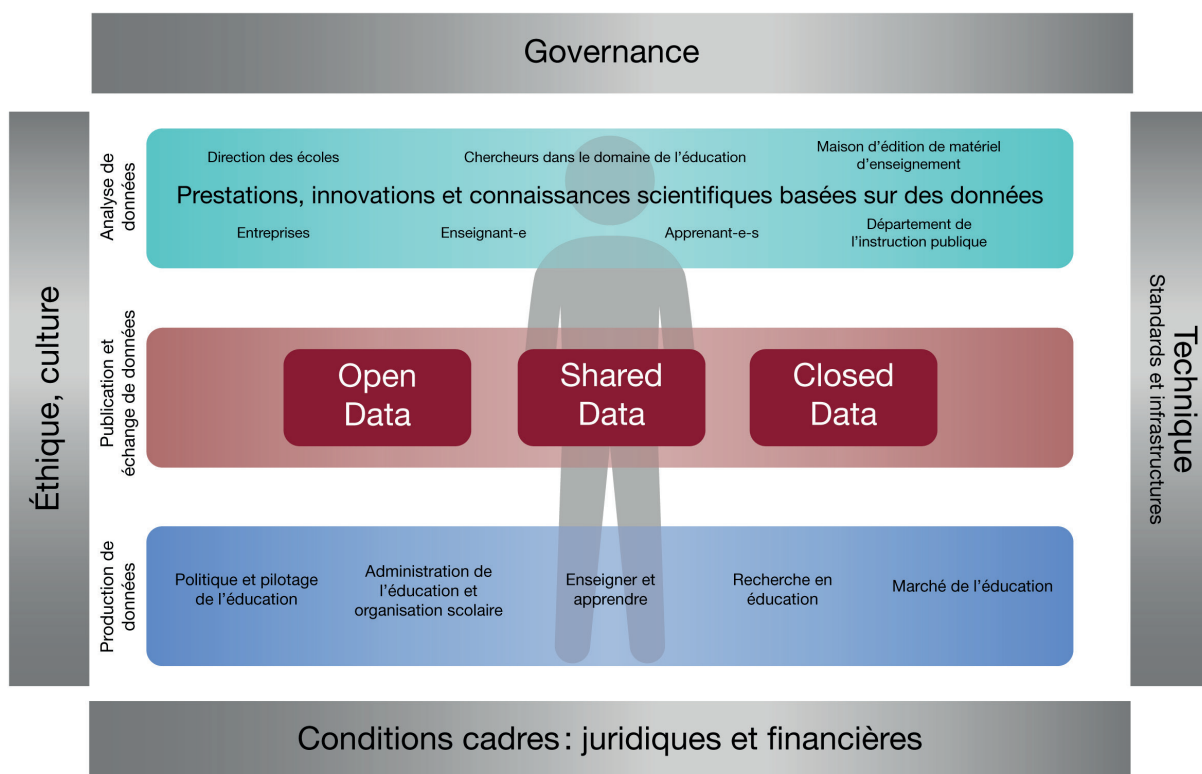 Governance
Éthique, culture
Analyse de
données
Direction des écoles
Chercheurs dans le domaine de l’éducation
Maison d’édition de matériel
d’enseignement
Prestations, innovations et connaissances scientifiques basées sur des données
Entreprises
Enseignant-e
Apprenant-e-s
Département de
l’instruction publique
Publication et
échange de données
Open
Data
Shared
Data
Closed
Data
Production de
données
Politique et pilotage
de l’éducation
Administration de
l’éducation et
organisation scolaire
Enseigner et
apprendre
Recherche en
éducation
Marché de l’éducation
Technique
Standards et infrastructures
Conditions cadres : juridiques et financières